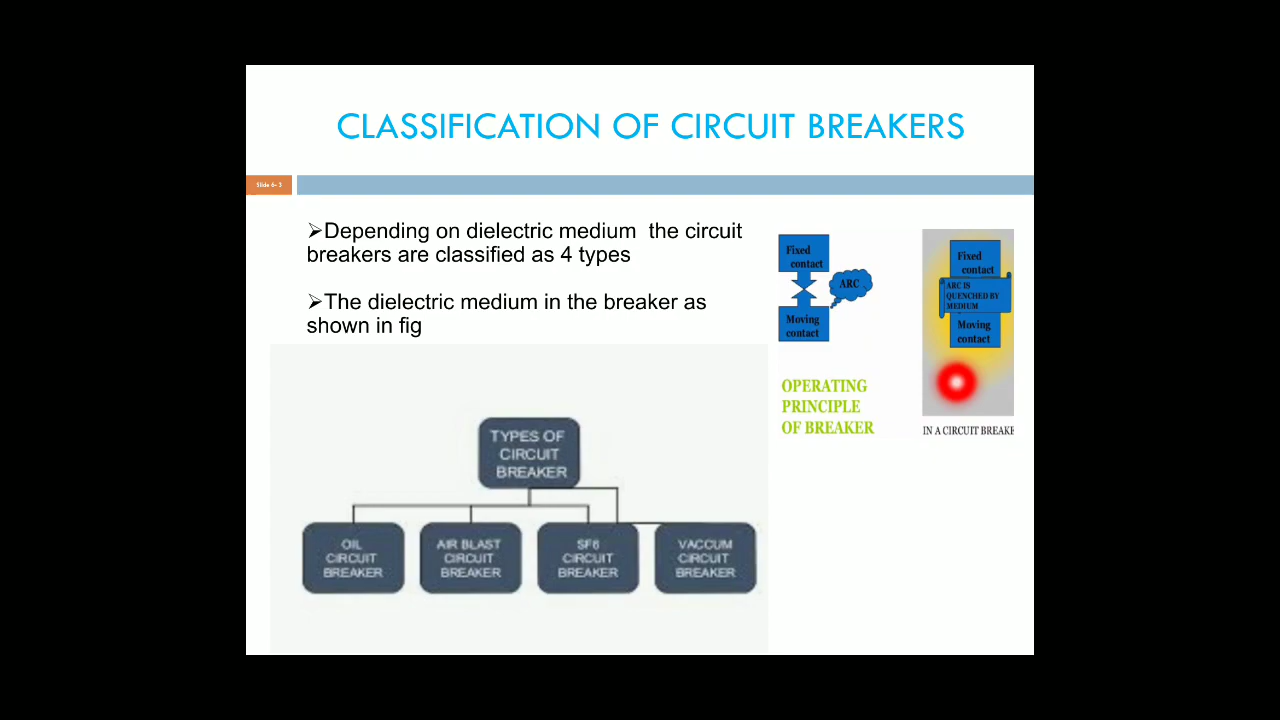 CLASSIFICATION OF CIRCUIT BREAKERS
Slide 6- 3
➢Depending on dielectric medium the circuit
breakers are classified as 4 types
➢The dielectric medium in the breaker as
shown in fig
TYPES OF
CIRCUIT
BREAKER
OIL
CIRCUIT
BREAKER
AIR BLAST
CIRCUIT
BREAKER
SF6
CIRCUIT
BREAKER
VACCUM
CIRCUIT
BREAKER
Fixed
contact
ARC
Moving
contact
OPERATING
PRINCIPLE
OF BREAKER
Fixed
contact
ARC IS
QUENCHED BY
MEDIUM
Moving
contact
IN A CIRCUIT BREAKE